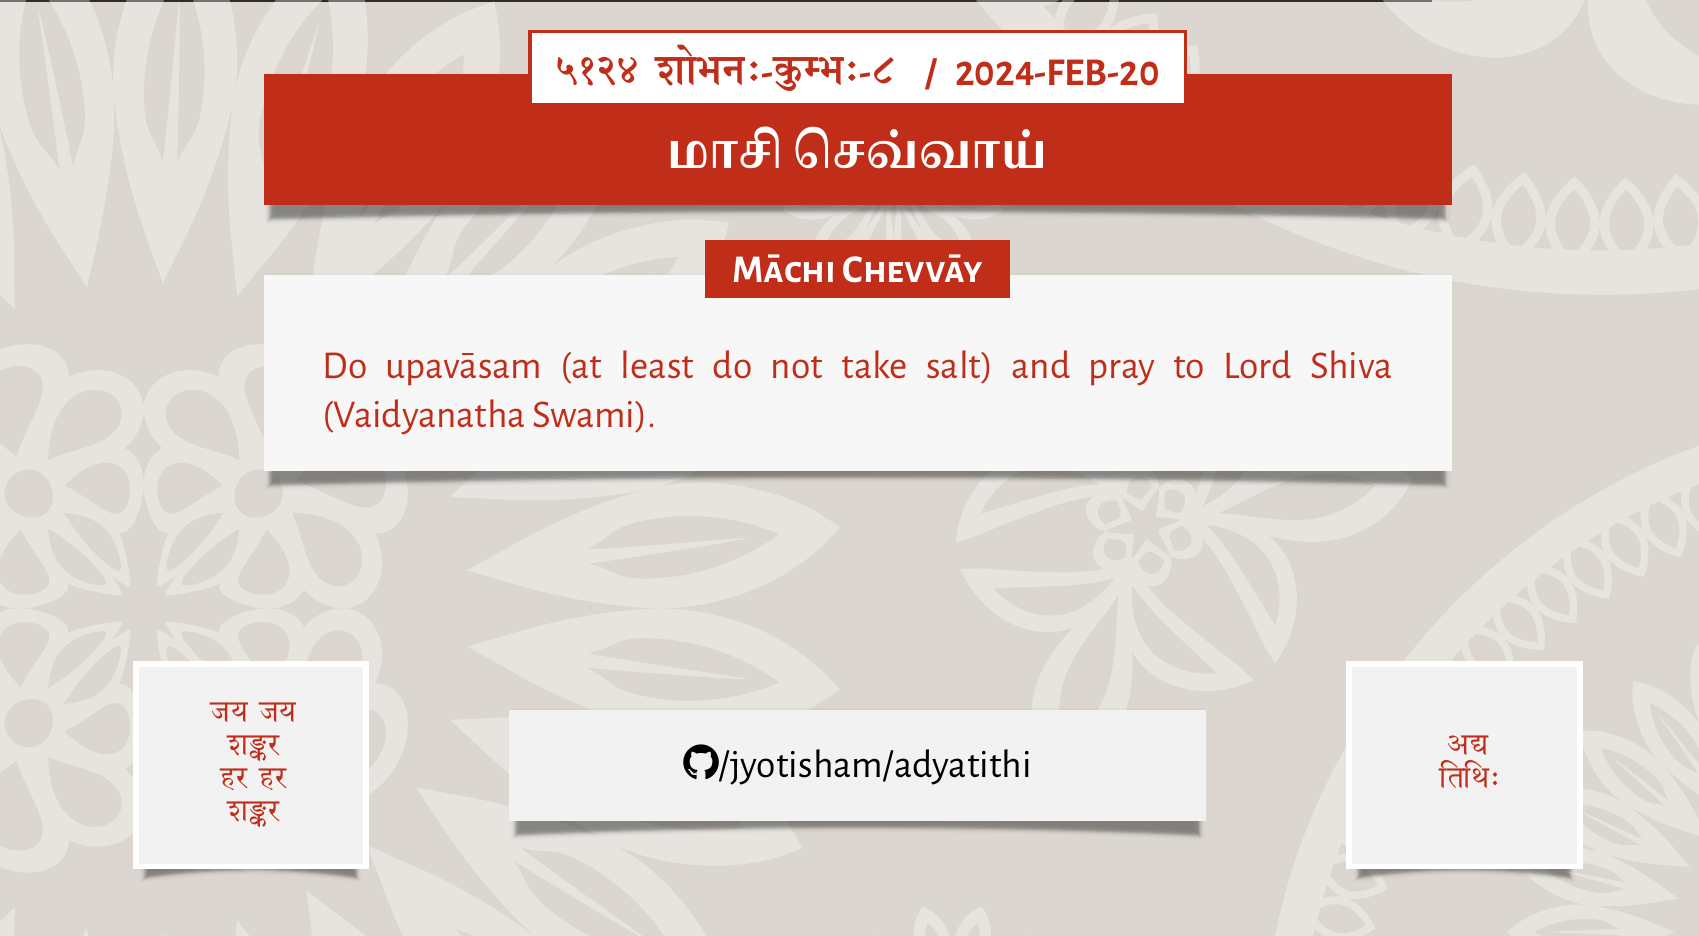 ५१२४ शोभनः-कुम्भः-८ / 2024-FEB-20
மாசி செவ்வாய்
Māchi Chevvāy
Do upavāsam (at least do not take salt) and pray to Lord Shiva
(Vaidyanatha Swami).
जय जय
शङ्कर
हर हर
शङ्कर
/jyotisham/adyatithi
अद्य
तिथिः